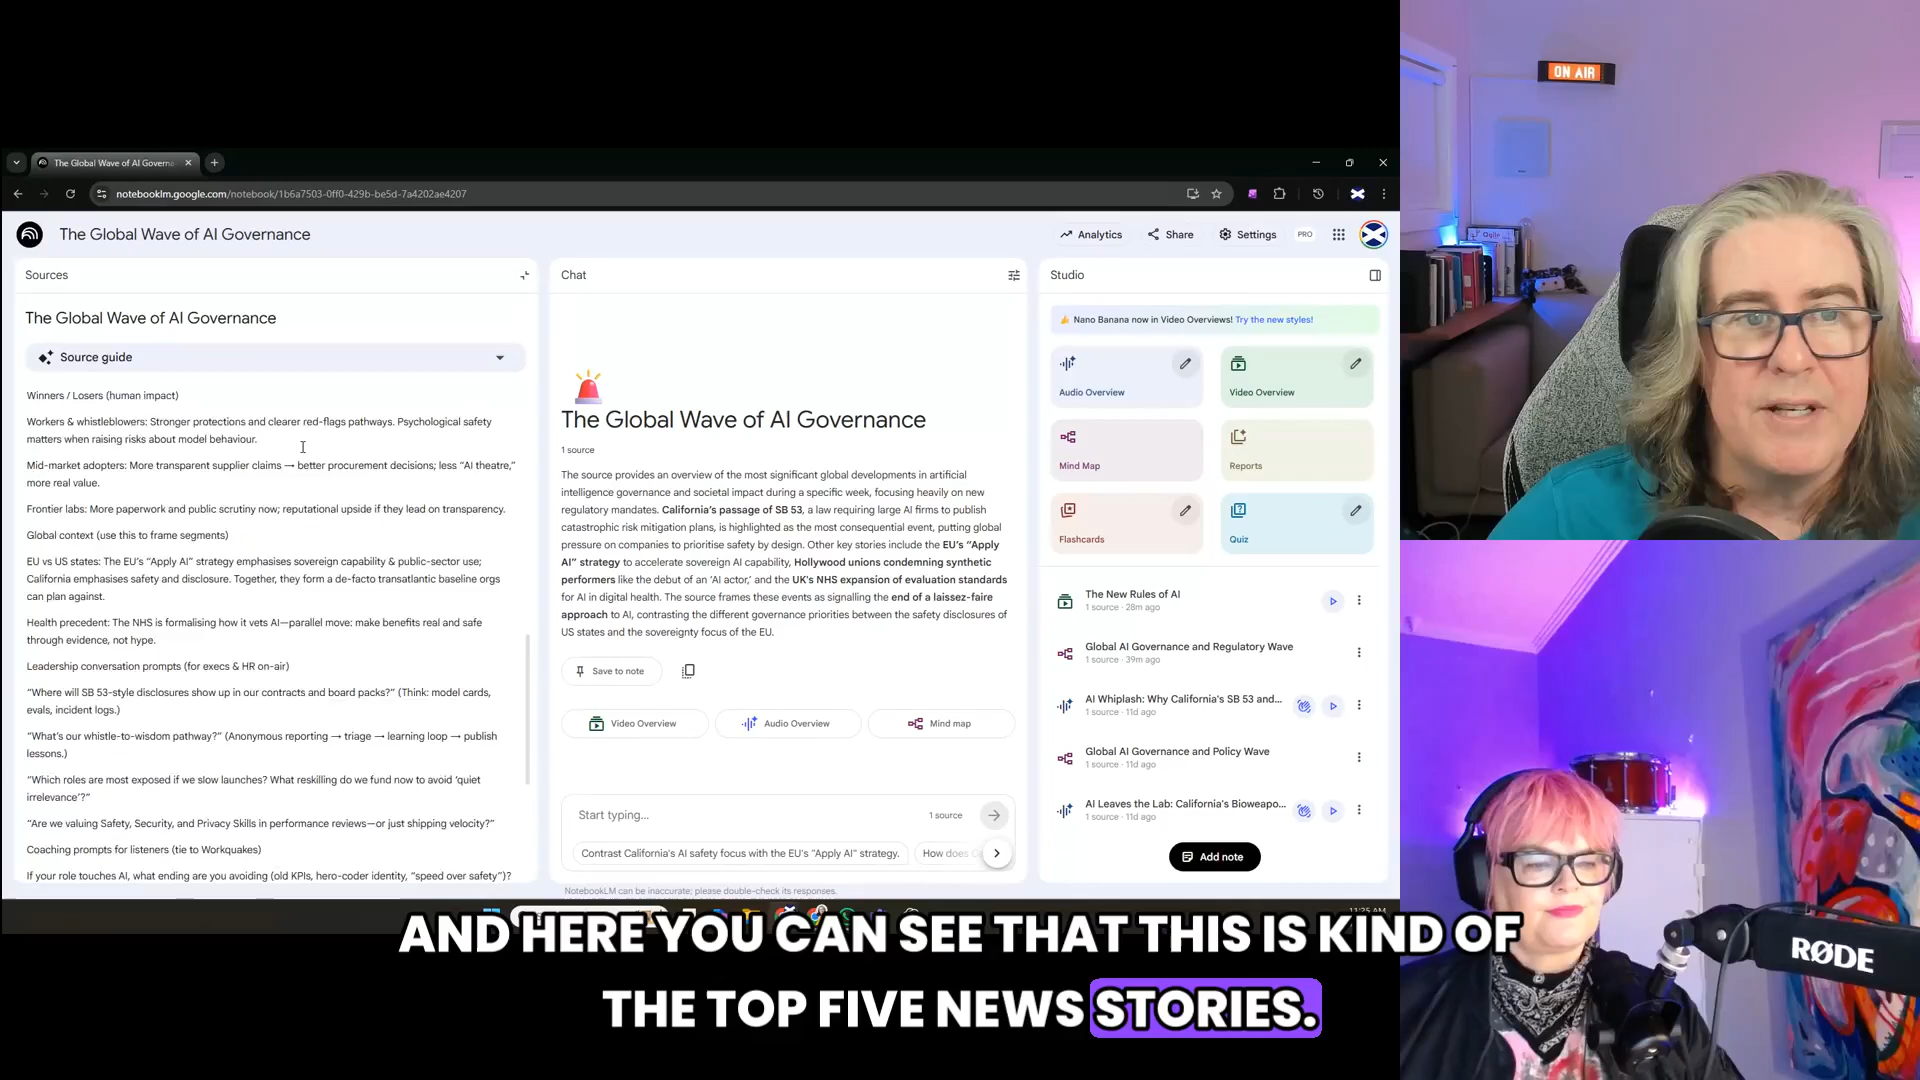 The Global Wave of AI Governa
notebooklm.google.com/notebook/1b6a7503-0ff0-429b-be5d-7a4202ae4207
The Global Wave of AI Governance
Analytics
Share
Settings
PRO
Sources
The Global Wave of AI Governance
Source guide
Winners / Losers (human impact)
Workers & whistleblowers: Stronger protections and clearer red-flags pathways. Psychological safety
matters when raising risks about model behaviour.
Mid-market adopters: More transparent supplier claims → better procurement decisions; less “AI theatre,”
more real value.
Frontier labs: More paperwork and public scrutiny now; reputational upside if they lead on transparency.
Global context (use this to frame segments)
EU vs US states: The EU’s “Apply AI” strategy emphasises sovereign capability & public-sector use;
California emphasises safety and disclosure. Together, they form a de-facto transatlantic baseline orgs
can plan against.
Health precedent: The NHS is formalising how it vets AI—parallel move: make benefits real and safe
through evidence, not hype.
Leadership conversation prompts (for execs & HR on-air)
“Where will SB 53-style disclosures show up in our contracts and board packs?” (Think: model cards,
evals, incident logs.)
“What’s our whistle-to-wisdom pathway?” (Anonymous reporting → triage → learning loop → publish
lessons.)
“Which roles are most exposed if we slow launches? What reskilling do we fund now to avoid ‘quiet
irrelevance’?”
“Are we valuing Safety, Security, and Privacy Skills in performance reviews—or just shipping velocity?”
Coaching prompts for listeners (tie to Workquakes)
If your role touches AI, what ending are you avoiding (old KPIs, hero-coder identity, “speed over safety”)?
Chat
The Global Wave of AI Governance
1 source
The source provides an overview of the most significant global developments in artificial
intelligence governance and societal impact during a specific week, focusing heavily on new
regulatory mandates. California’s passage of SB 53, a law requiring large AI firms to publish
catastrophic risk mitigation plans, is highlighted as the most consequential event, putting global
pressure on companies to prioritise safety by design. Other key stories include the EU’s “Apply
AI” strategy to accelerate sovereign AI capability, Hollywood unions condemning synthetic
performers like the debut of an ‘AI actor,’ and the UK’s NHS expansion of evaluation standards
for AI in digital health. The source frames these events as signalling the end of a laissez-faire
approach to AI, contrasting the different governance priorities between the safety disclosures of
US states and the sovereignty focus of the EU.
Save to note
Video Overview
Audio Overview
Mind map
Start typing...
1 source
Contrast California's AI safety focus with the EU's "Apply AI" strategy.
How does
NotebookLM can be inaccurate; please double-check its responses.
Studio
Nano Banana now in Video Overviews! Try the new styles!
Audio Overview
Video Overview
Mind Map
Reports
Flashcards
Quiz
The New Rules of AI
1 source · 28m ago
Global AI Governance and Regulatory Wave
1 source · 39m ago
AI Whiplash: Why California's SB 53 and...
1 source · 11d ago
Global AI Governance and Policy Wave
1 source · 11d ago
AI Leaves the Lab: California's Bioweapo...
1 source · 11d ago
Add note
11:25 AM
AND HERE YOU CAN SEE THAT THIS IS KIND OF
THE TOP FIVE NEWS STORIES.
ON AIR
Agile
RØDE